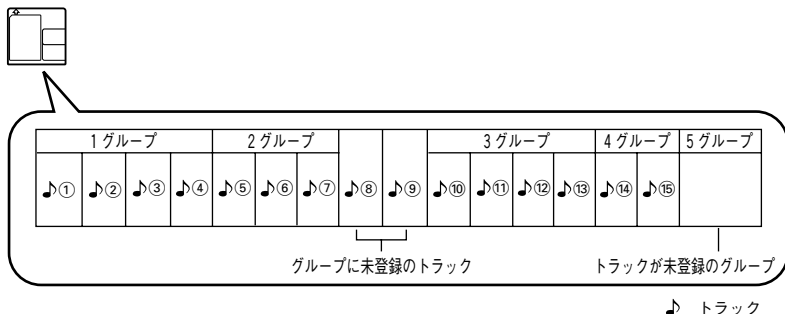 1 グループ 2 グループ 3 グループ 4 グループ 5 グループ
♪① ♪② ♪③ ♪④ ♪⑤ ♪⑥ ♪⑦ ♪⑧ ♪⑨ ♪⑩ ♪⑪ ♪⑫ ♪⑬ ♪⑭ ♪⑮
グループに未登録のトラック トラックが未登録のグループ
♪ トラック